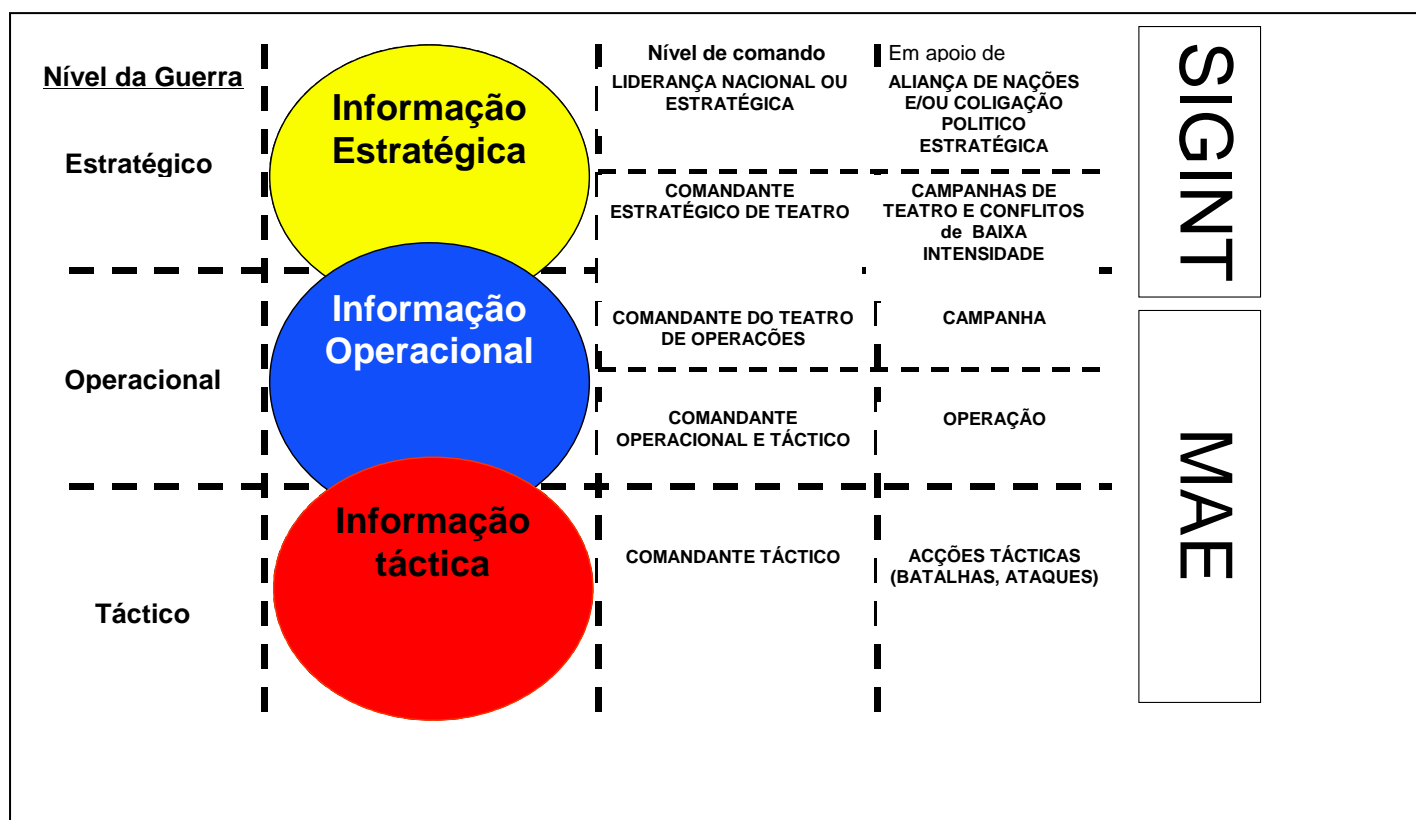 Nível da Guerra
Estratégico
Operacional
Táctico
Informação
Estratégica
Informação
Operacional
Informação
táctica
Nível de comando
LIDERANÇA NACIONAL OU
ESTRATÉGICA
COMANDANTE
ESTRATÉGICO DE TEATRO
COMANDANTE DO TEATRO
DE OPERAÇÕES
COMANDANTE
OPERACIONAL E TÁCTICO
COMANDANTE TÁCTICO
Em apoio de
ALIANÇA DE NAÇÕES
E/OU COLIGAÇÃO
POLITICO
ESTRATÉGICA
CAMPANHAS DE
TEATRO E CONFLITOS
de BAIXA
INTENSIDADE
CAMPANHA
OPERAÇÃO
ACÇÕES TÁCTICAS
(BATALHAS, ATAQUES)
SIGINT
MAE